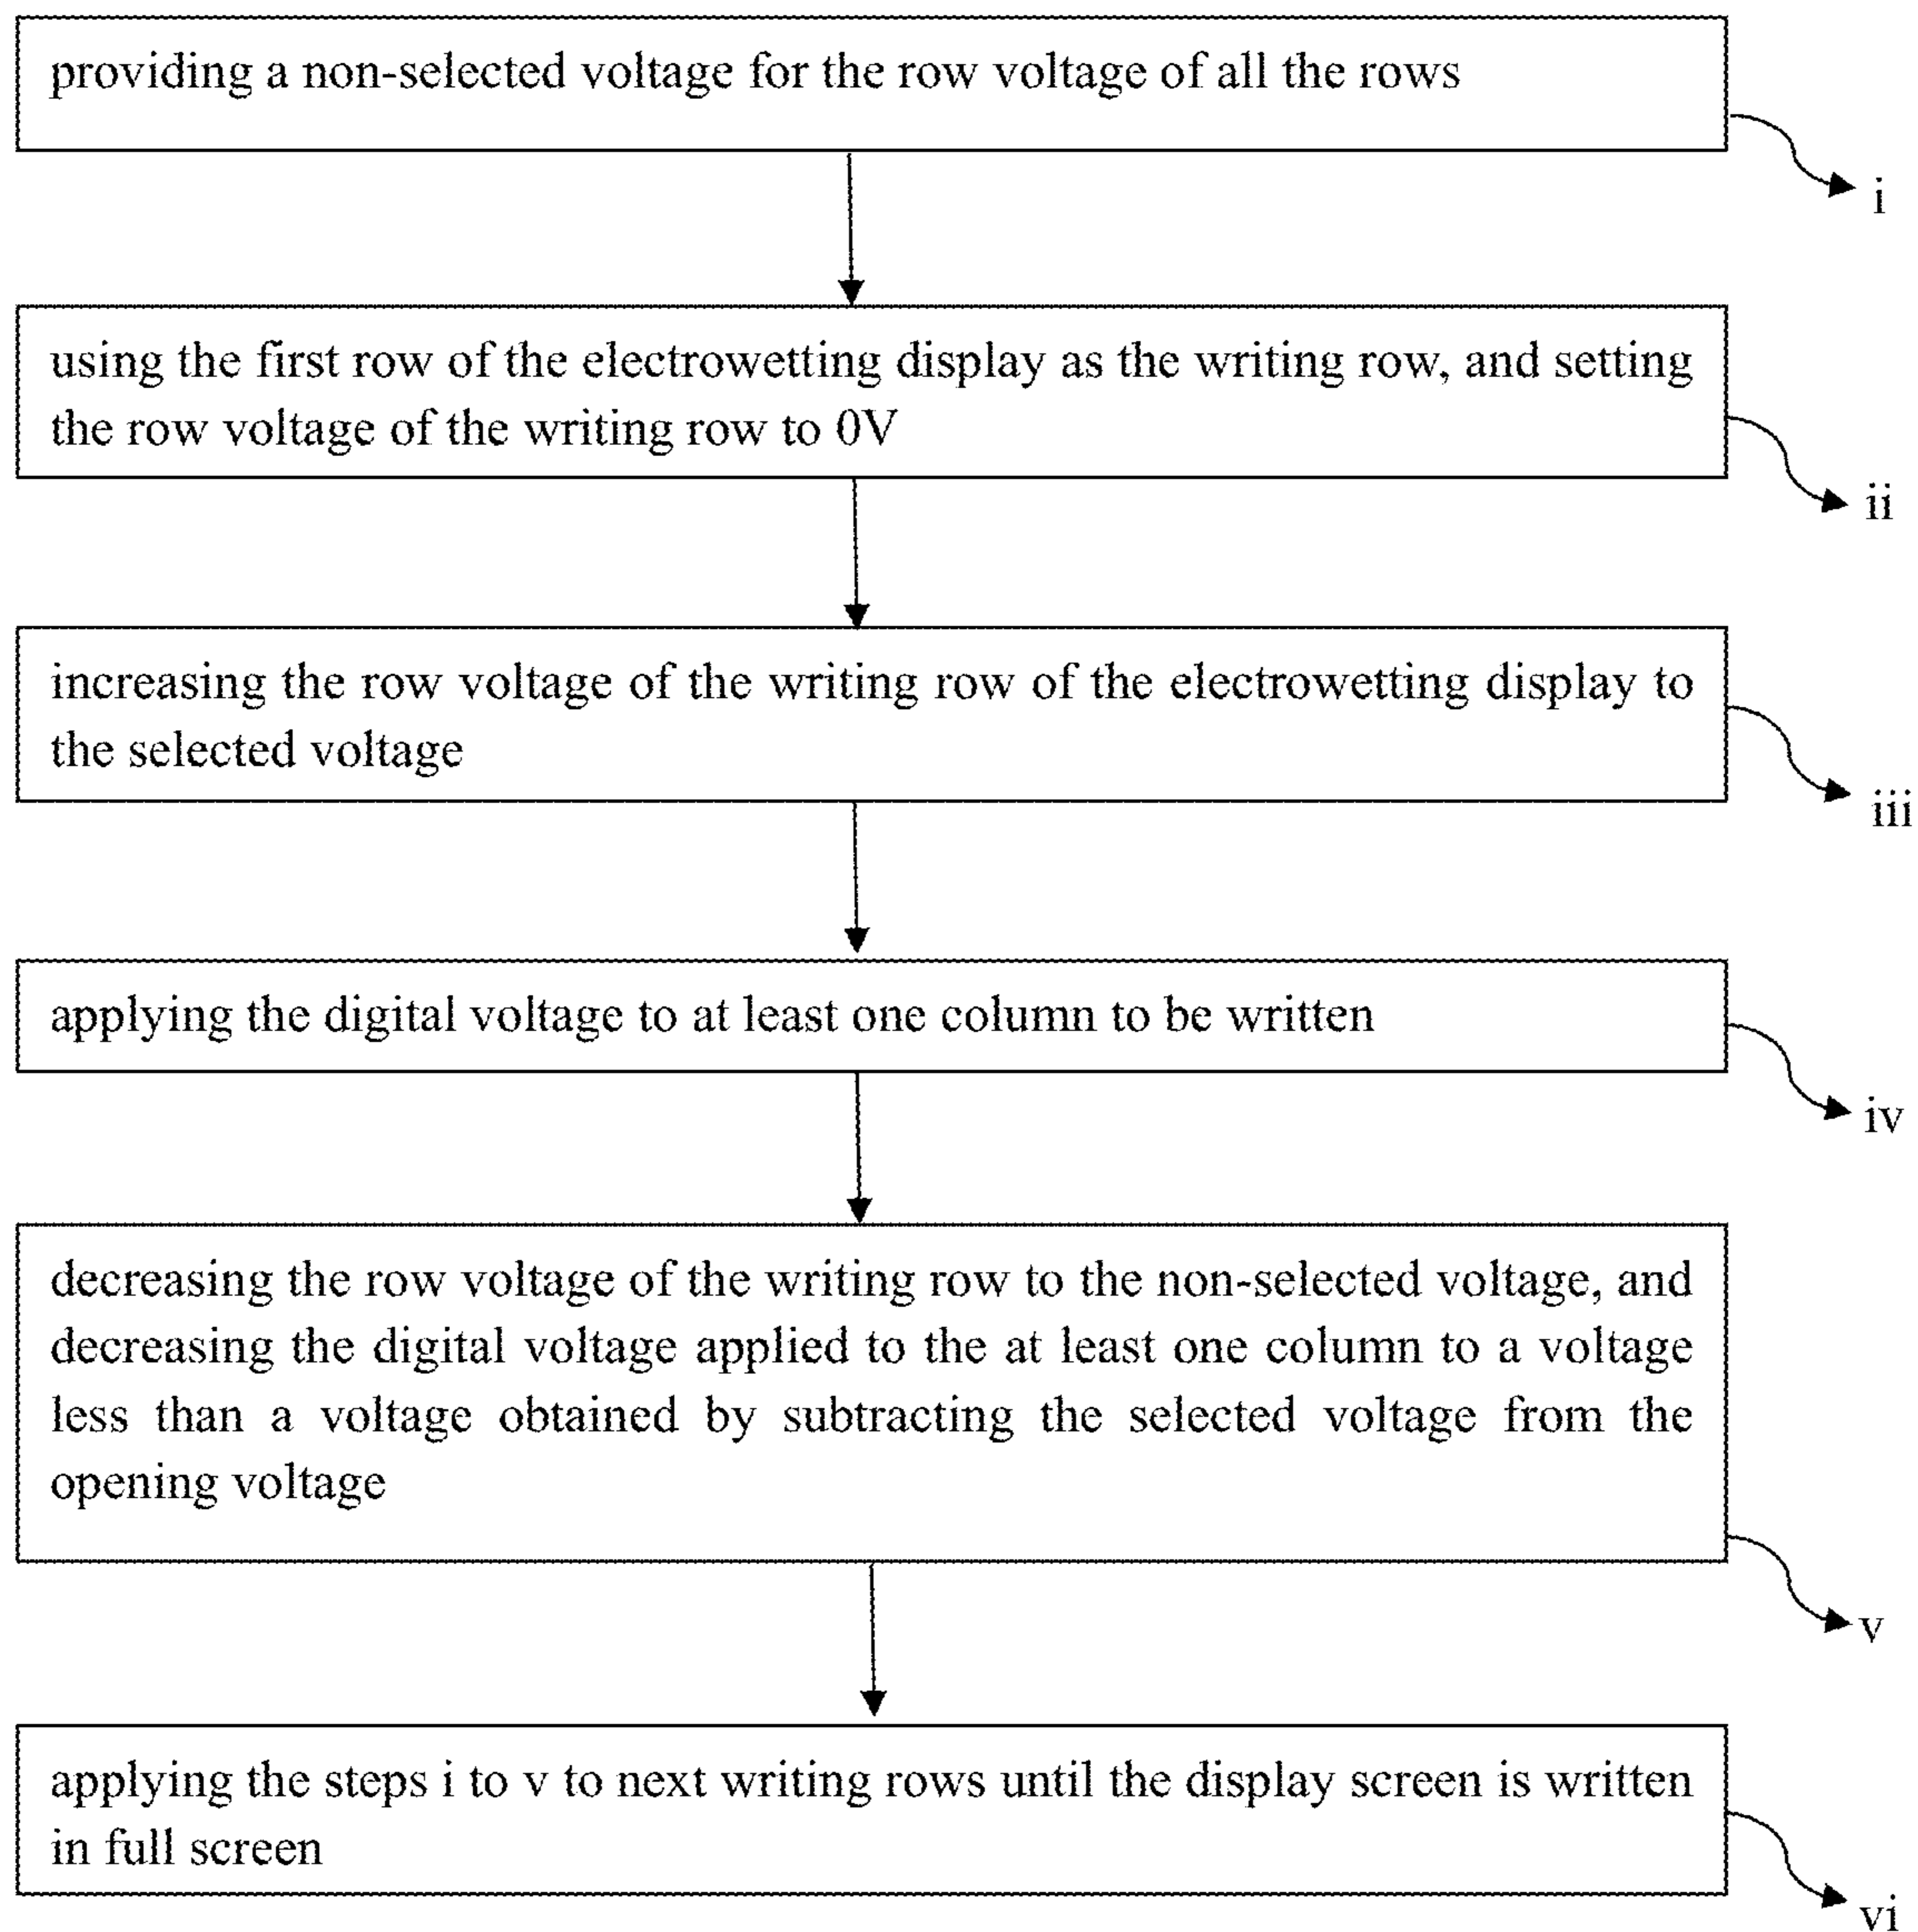 providing a non-selected voltage for the row voltage of all the rows
i
using the first row of the electrowetting display as the writing row, and setting
the row voltage of the writing row to 0V
ii
increasing the row voltage of the writing row of the electrowetting display to
the selected voltage
iii
applying the digital voltage to at least one column to be written
iv
decreasing the row voltage of the writing row to the non-selected voltage, and
decreasing the digital voltage applied to the at least one column to a voltage
less than a voltage obtained by subtracting the selected voltage from the
opening voltage
v
applying the steps i to v to next writing rows until the display screen is written
in full screen
vi